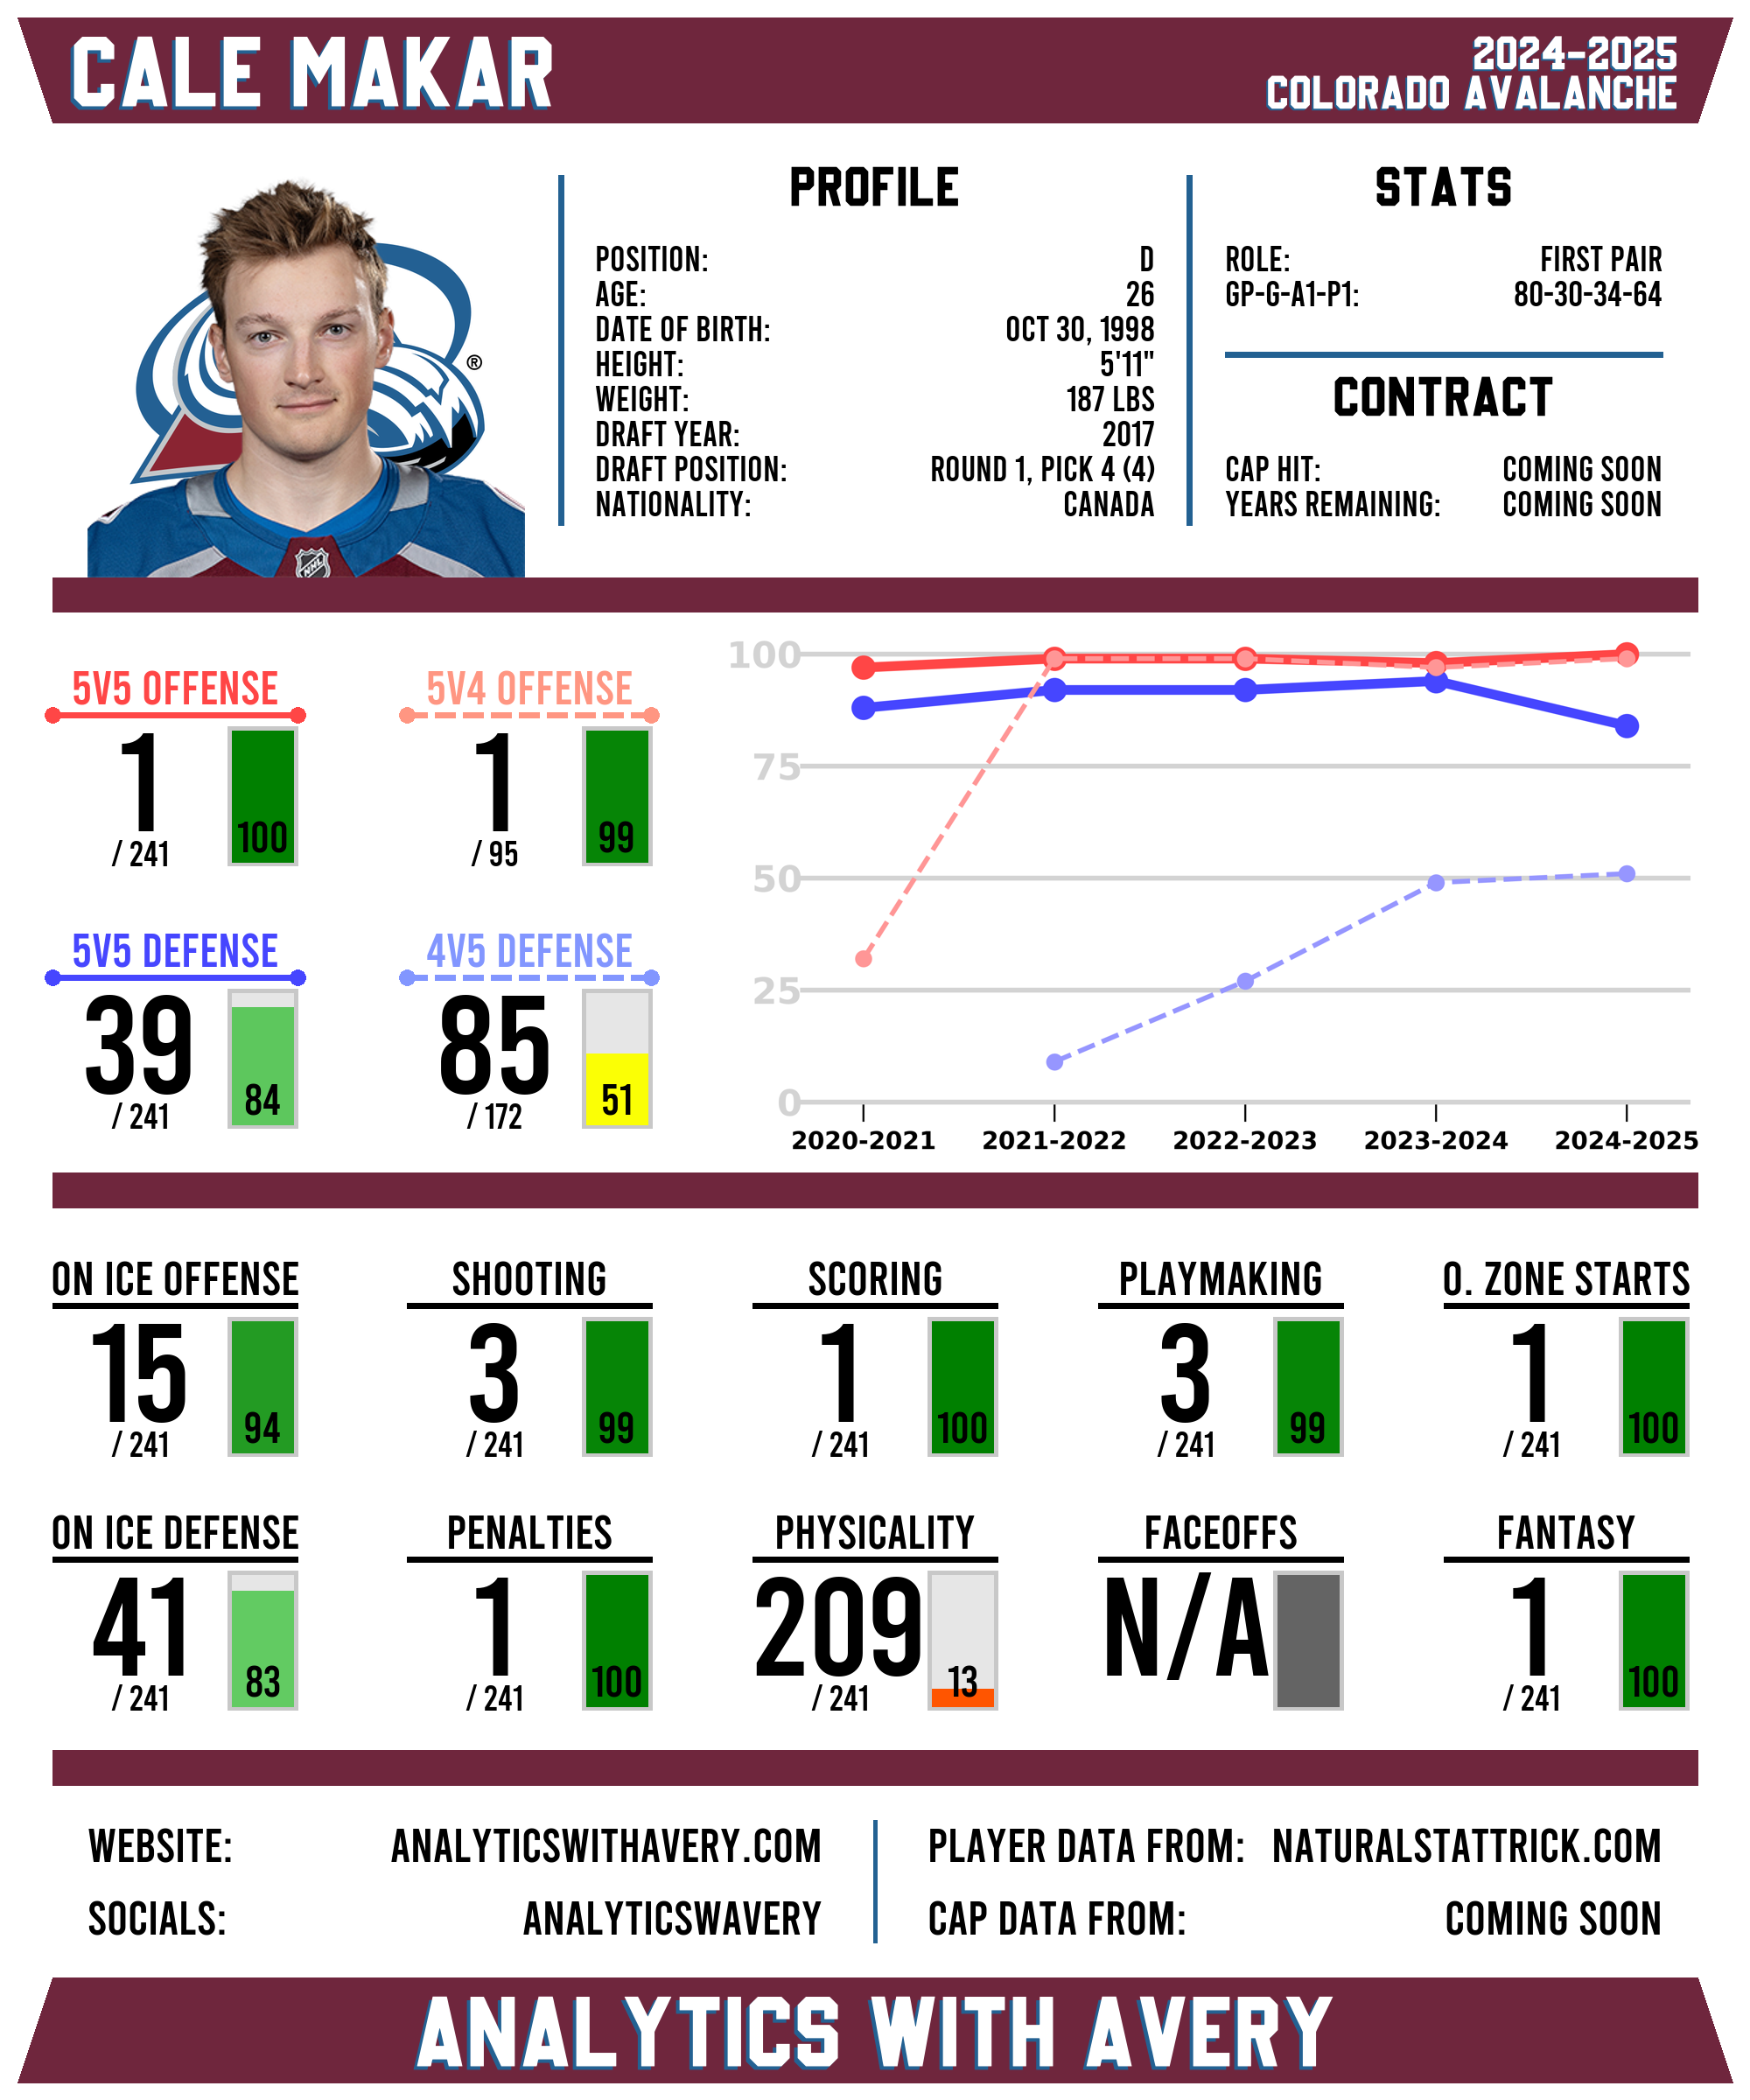 CALE MAKAR
2024-2025
COLORADO AVALANCHE
PROFILE
POSITION: D
AGE: 26
DATE OF BIRTH: OCT 30, 1998
HEIGHT: 5'11"
WEIGHT: 187 LBS
DRAFT YEAR: 2017
DRAFT POSITION: ROUND 1, PICK 4 (4)
NATIONALITY: CANADA
STATS
ROLE: FIRST PAIR
GP-G-A1-P1: 80-30-34-64
CONTRACT
CAP HIT: COMING SOON
YEARS REMAINING: COMING SOON
®
NHL
5V5 OFFENSE
1
/ 241
100
5V4 OFFENSE
1
/ 95
99
5V5 DEFENSE
39
/ 241
84
4V5 DEFENSE
85
/ 172
51
100
75
50
25
0
2020-2021 2021-2022 2022-2023 2023-2024 2024-2025
ON ICE OFFENSE
15
/ 241
94
SHOOTING
3
/ 241
99
SCORING
1
/ 241
100
PLAYMAKING
3
/ 241
99
O. ZONE STARTS
1
/ 241
100
ON ICE DEFENSE
41
/ 241
83
PENALTIES
1
/ 241
100
PHYSICALITY
209
/ 241
13
FACEOFFS
N/A
FANTASY
1
/ 241
100
WEBSITE: ANALYTICSWITHAVERY.COM
SOCIALS: ANALYTICSWAVERY
PLAYER DATA FROM: NATURALSTATTRICK.COM
CAP DATA FROM: COMING SOON
ANALYTICS WITH AVERY